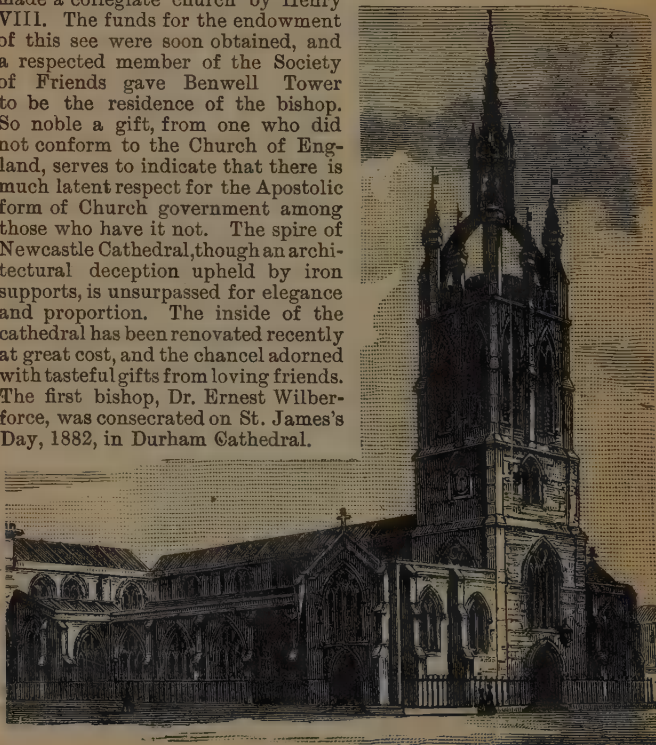 made a collegiate church by Henry
VIII. The funds for the endowment
of this see were soon obtained, and
a respected member of the Society
of Friends gave Benwell Tower
to be the residence of the bishop.
So noble a gift, from one who did
not conform to the Church of Eng-
land, serves to indicate that there is
much latent respect for the Apostolic
form of Church government among
those who have it not. The spire of
Newcastle Cathedral, though an archi-
tectural deception upheld by iron
supports, is unsurpassed for elegance
and proportion. The inside of the
cathedral has been renovated recently
at great cost, and the chancel adorned
with tasteful gifts from loving friends.
The first bishop, Dr. Ernest Wilber-
force, was consecrated on St. James's
Day, 1882, in Durham Cathedral.